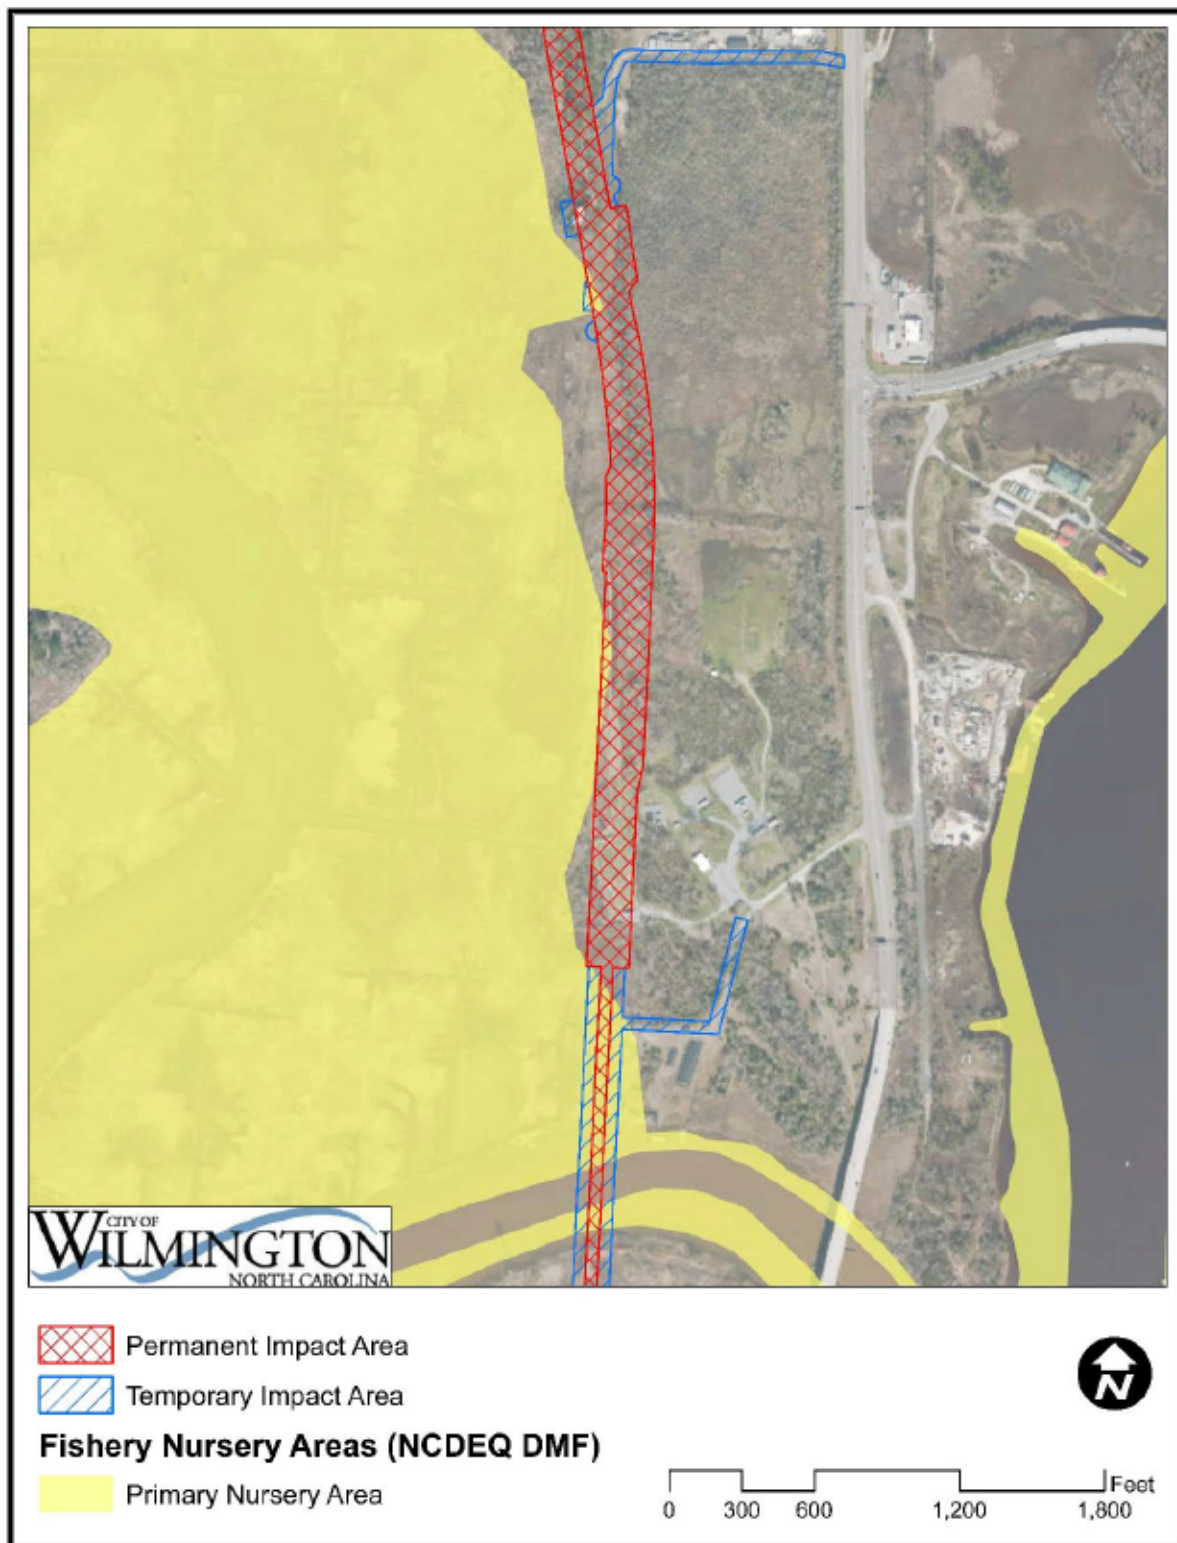 CITY OF
WILMINGTON
NORTH CAROLINA
Permanent Impact Area
Temporary Impact Area
Fishery Nursery Areas (NCDEQ DMF)
Primary Nursery Area
N
Feet
0 300 600 1,200 1,800